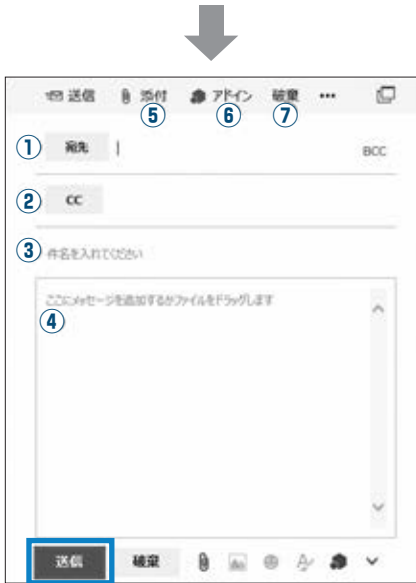 送信 添付 アドイン 破棄 •••
⑤ ⑥ ⑦
① 宛先 BCC
② CC
③ 件名を入れてください
ここにメッセージを追加するかファイルをドラッグします
④
送信 破棄